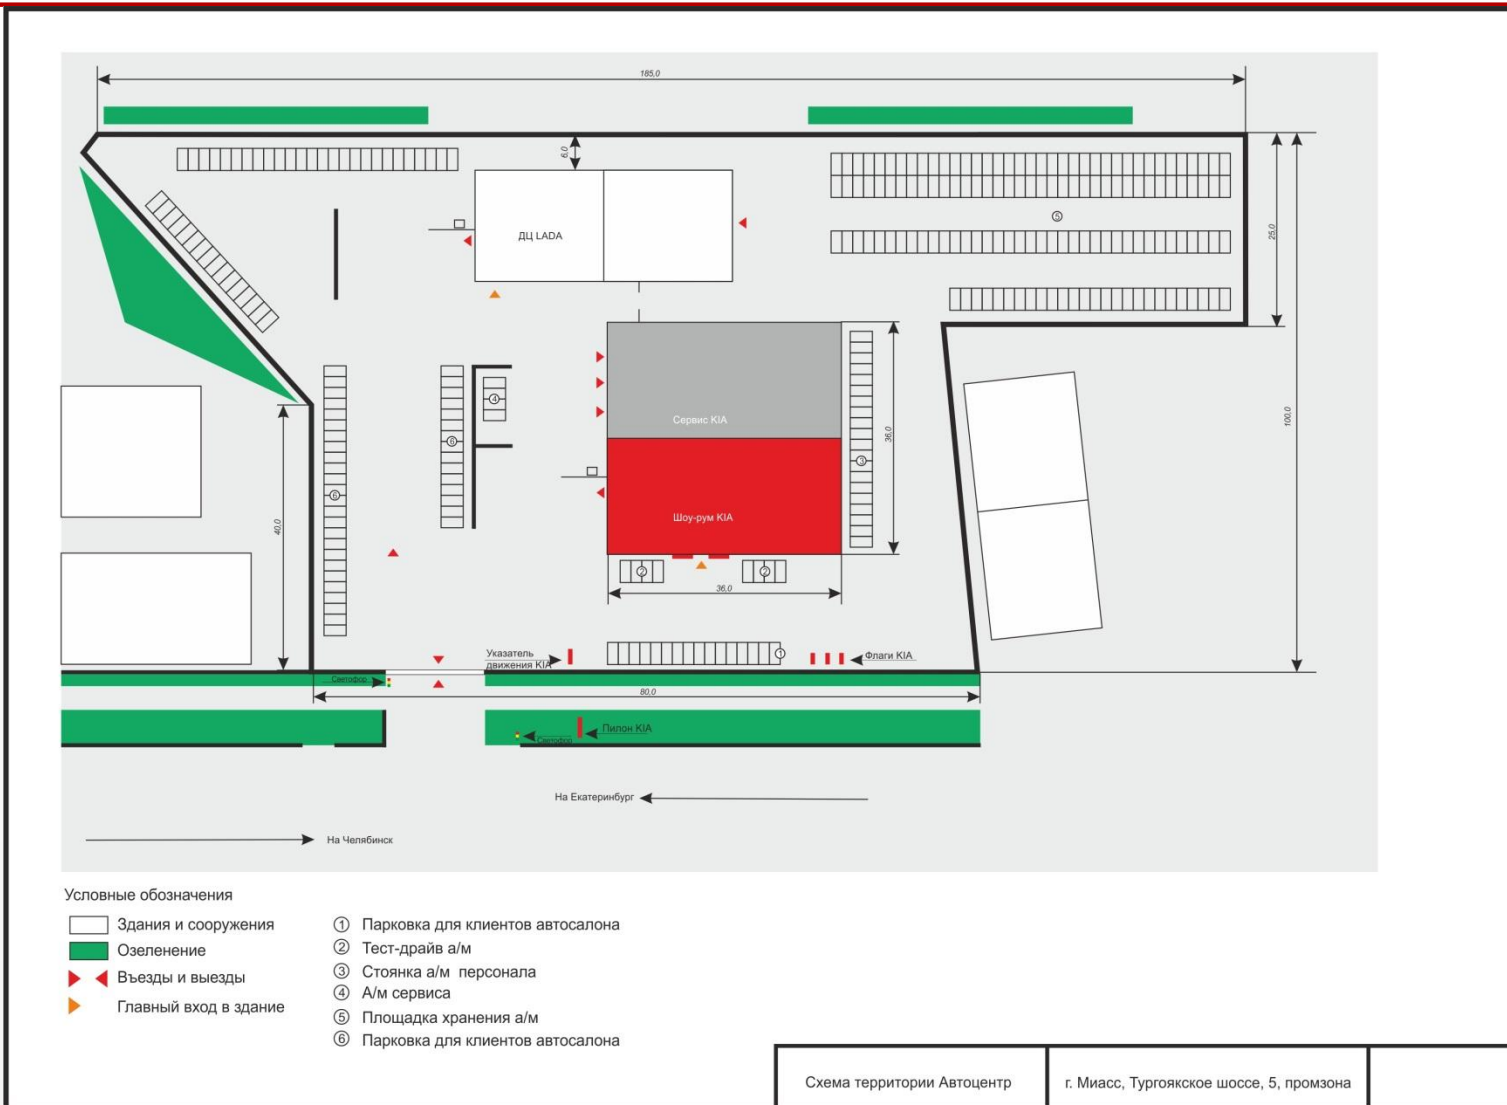 185,0
6,0
ДЦ LADA
5
25,0
100,0
4
6
6
40,0
Сервис KIA
Шоу-рум KIA
3
36,0
2
2
36,0
Указатель
движения KIA
1
Флаги KIA
Светофор
80,0
Пилон KIA
Светофор
На Екатеринбург
На Челябинск
Условные обозначения
Здания и сооружения
Озеленение
Въезды и выезды
Главный вход в здание
1 Парковка для клиентов автосалона
2 Тест-драйв а/м
3 Стоянка а/м персонала
4 А/м сервиса
5 Площадка хранения а/м
6 Парковка для клиентов автосалона
Схема территории Автоцентр
г. Миасс, Тургоякское шоссе, 5, промзона